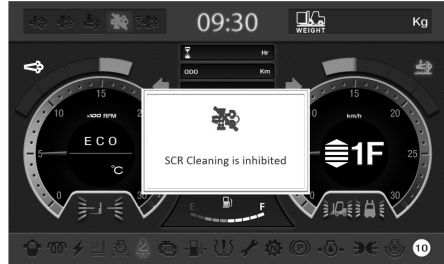 09:30
WEIGHT
Kg
Hr
ODO Km
15
10
x100 RPM
ECO
°C
5
0
SCR Cleaning is inhibited
15
10
km/h
20
1F
25
0
E F
P
10